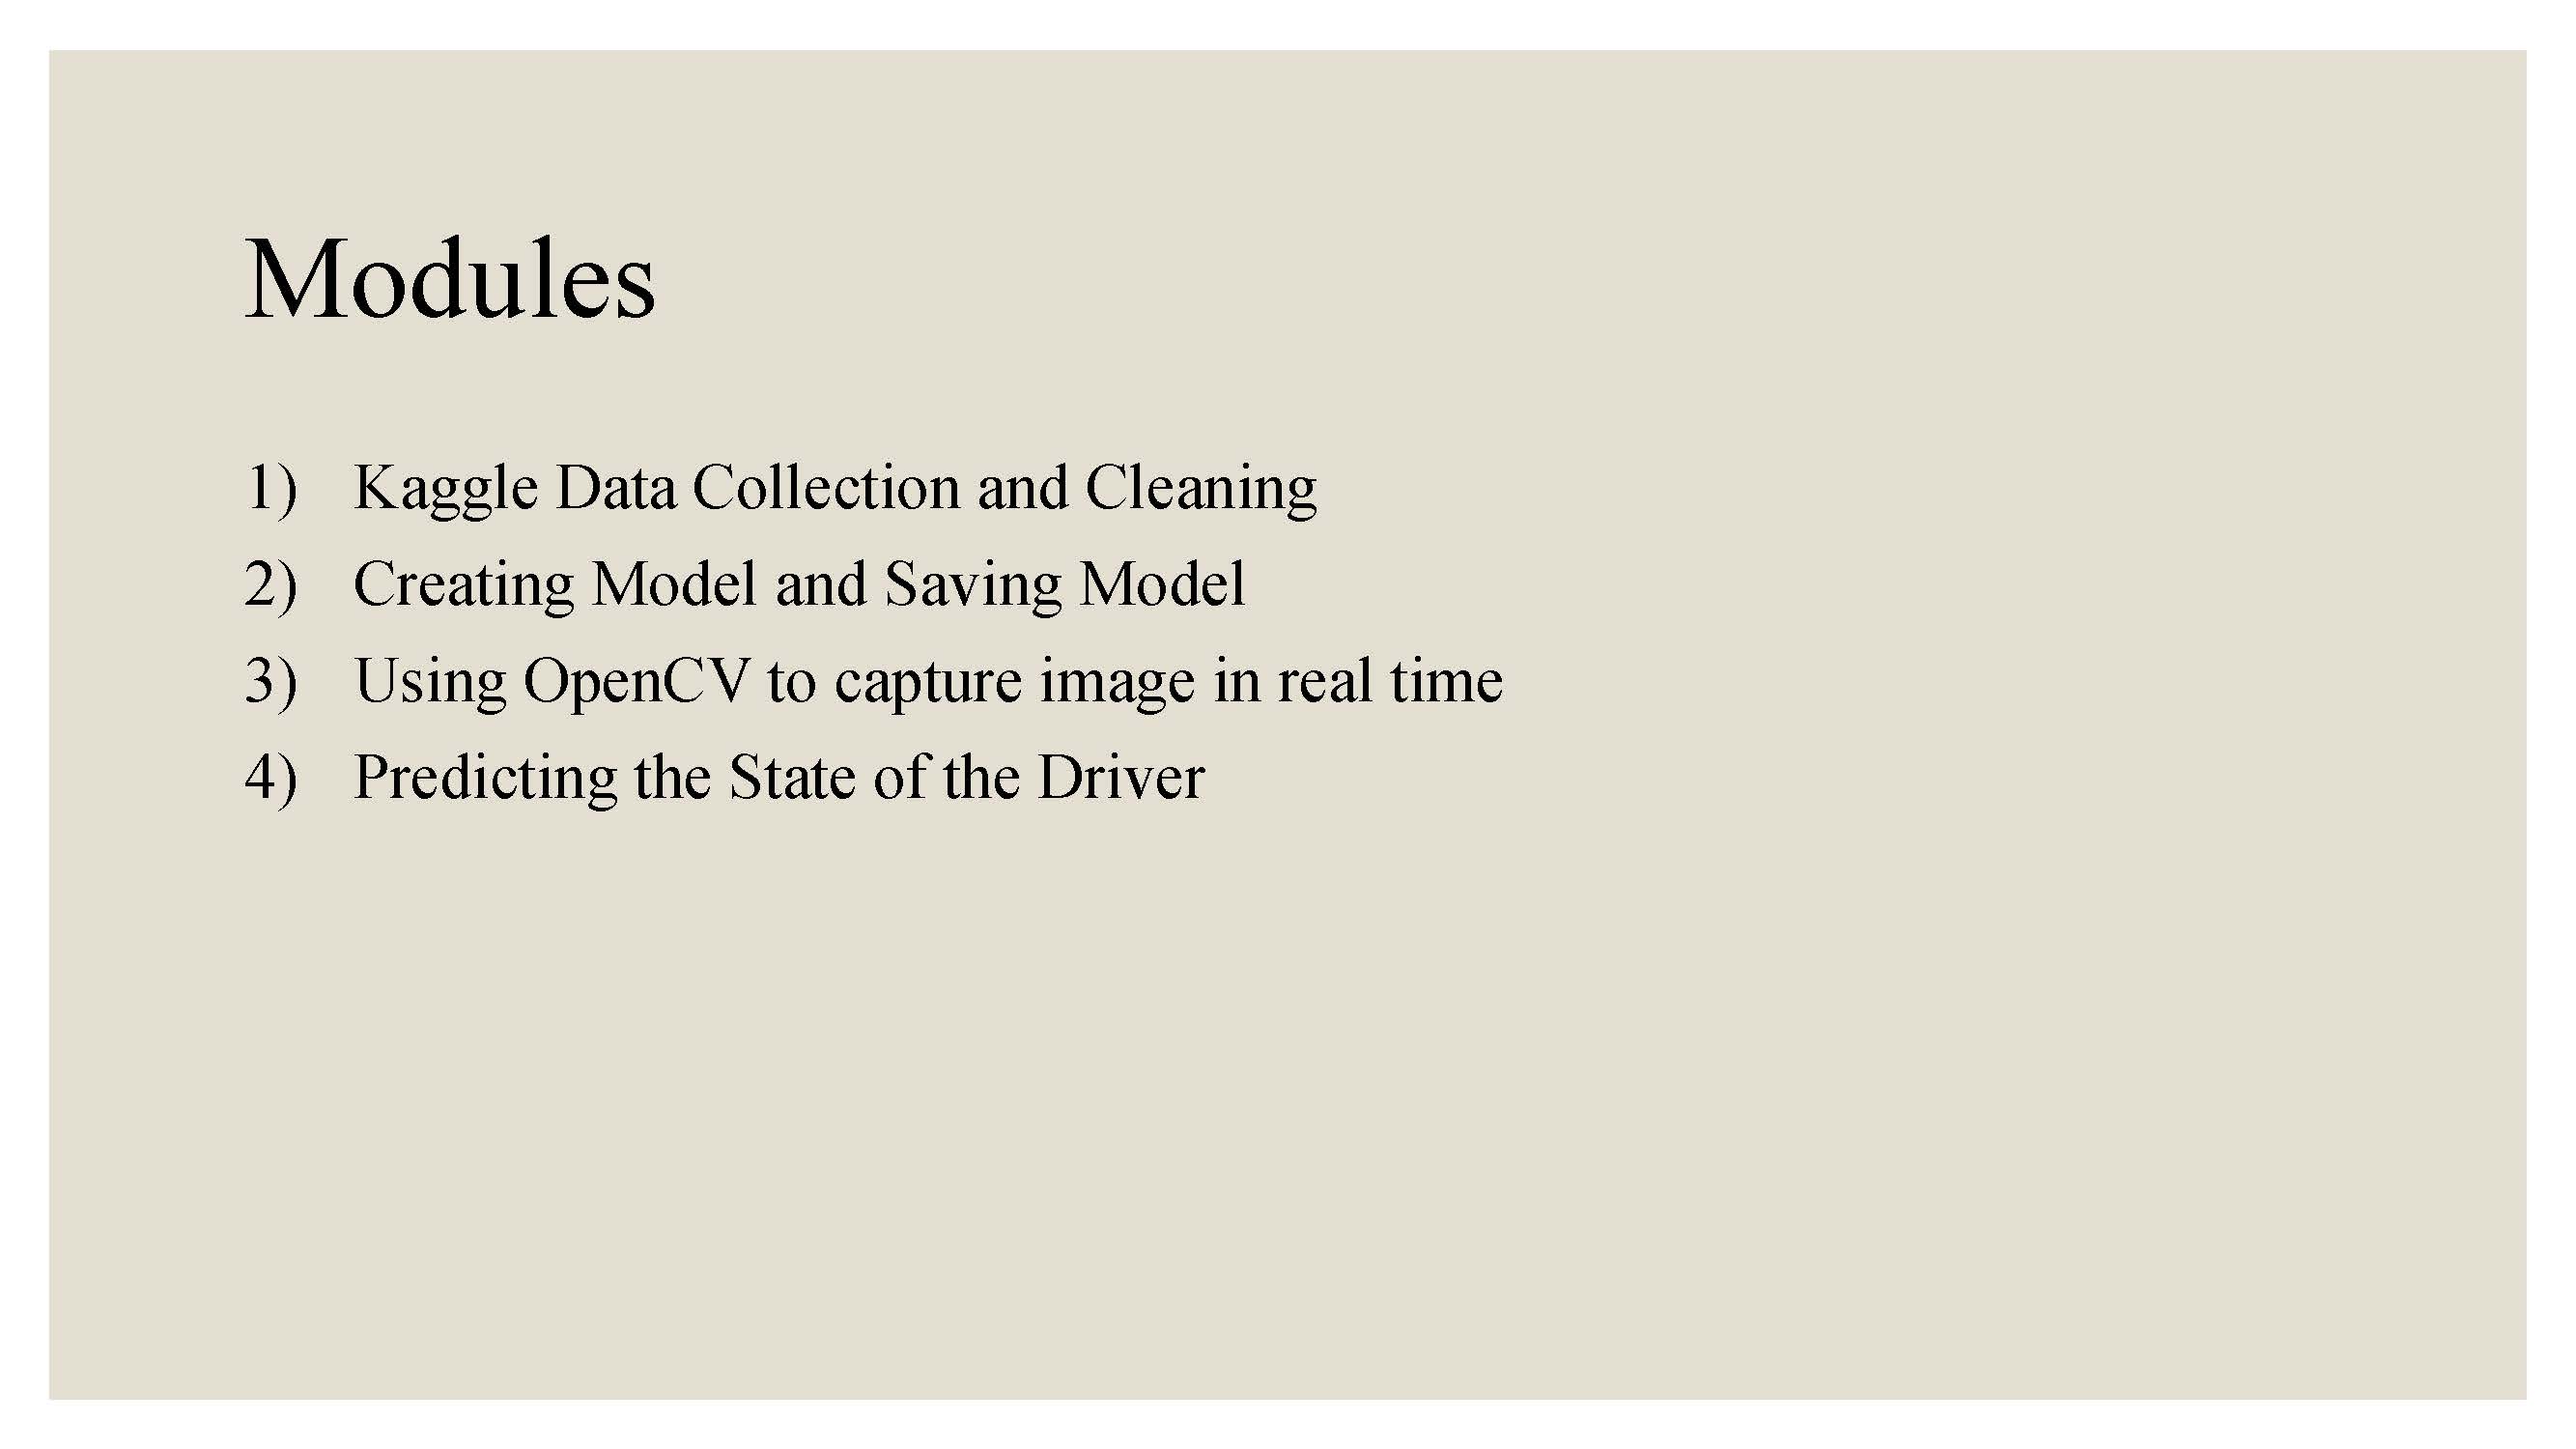 Modules
1) Kaggle Data Collection and Cleaning
2) Creating Model and Saving Model
3) Using OpenCV to capture image in real time
4) Predicting the State of the Driver